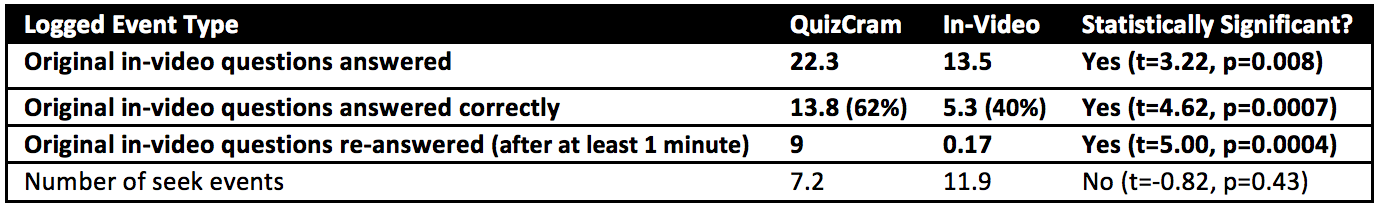 Logged Event Type QuizCram In-Video Statistically Significant?
Original in-video questions answered 22.3 13.5 Yes (t=3.22, p=0.008)
Original in-video questions answered correctly 13.8 (62%) 5.3 (40%) Yes (t=4.62, p=0.0007)
Original in-video questions re-answered (after at least 1 minute) 9 0.17 Yes (t=5.00, p=0.0004)
Number of seek events 7.2 11.9 No (t=-0.82, p=0.43)